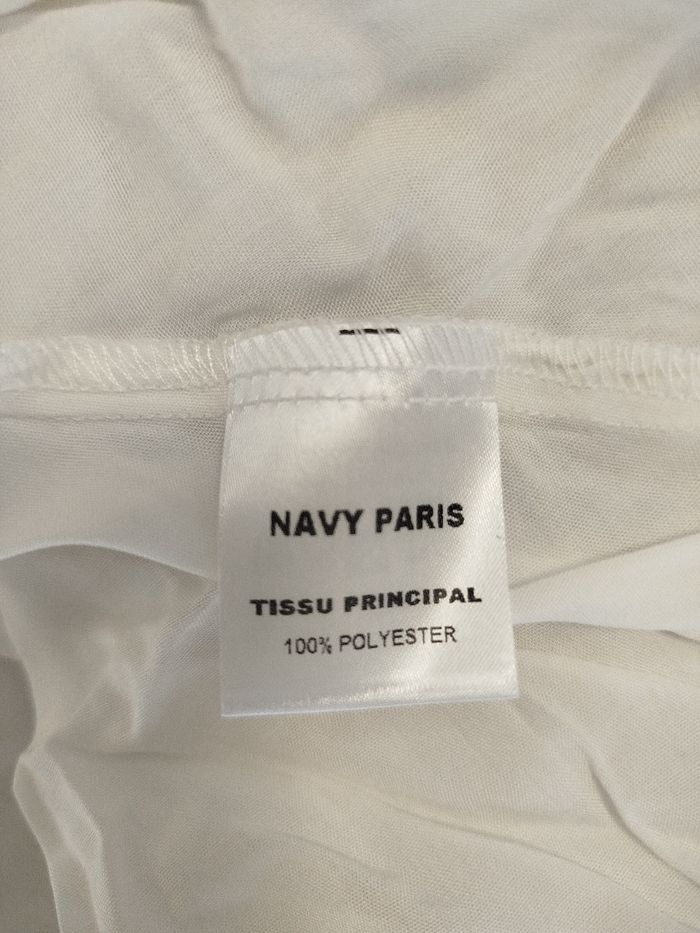 NAVY PARIS
TISSU PRINCIPAL
100% POLYESTER